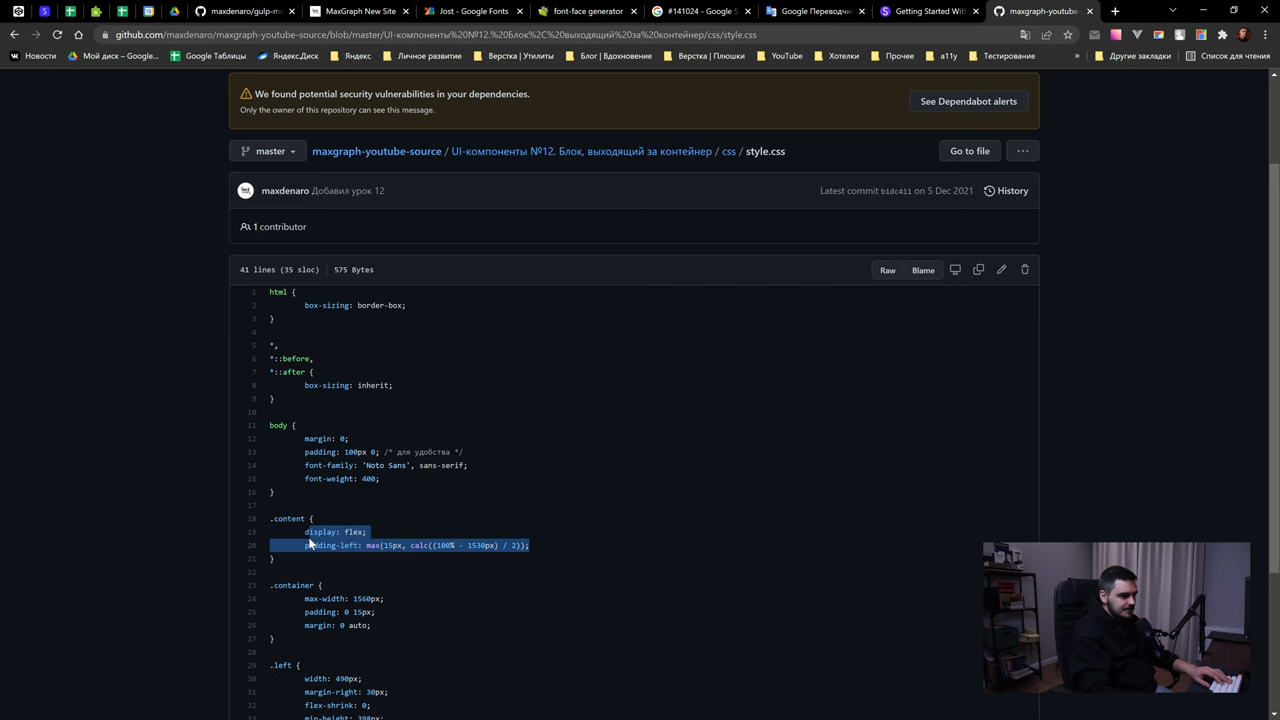 maxdenaro/gulp-ma
MaxGraph New Site
Jost - Google Fonts
font-face generator
#141024 - Google S
Google Переводчи
Getting Started With
maxgraph-youtube-
github.com/maxdenaro/maxgraph-youtube-source/blob/master/UI-компоненты%20№12.%20Блок%2C%20выходящий%20за%20контейнер/css/style.css
Новости
Мой диск – Google...
Google Таблицы
Яндекс.Диск
Яндекс
Личное развитие
Верстка | Утилиты
Блог | Вдохновение
Верстка | Плюшки
YouTube
Хотелки
Прочее
a11y
Тестирование
»
Другие закладки
Список для чтения
We found potential security vulnerabilities in your dependencies.
Only the owner of this repository can see this message.
See Dependabot alerts
master
maxgraph-youtube-source / UI-компоненты №12. Блок, выходящий за контейнер / css / style.css
Go to file
...
maxdenaro Добавил урок 12
Latest commit b1dc411 on 5 Dec 2021
History
1 contributor
41 lines (35 sloc) | 575 Bytes
Raw
Blame
1 html {
2 box-sizing: border-box;
3 }
4
5 *,
6 *::before,
7 *::after {
8 box-sizing: inherit;
9 }
10
11 body {
12 margin: 0;
13 padding: 100px 0; /* для удобства */
14 font-family: 'Noto Sans', sans-serif;
15 font-weight: 400;
16 }
17
18 .content {
19 display: flex;
20 padding-left: max(15px, calc((100% - 1530px) / 2));
21 }
22
23 .container {
24 max-width: 1560px;
25 padding: 0 15px;
26 margin: 0 auto;
27 }
28
29 .left {
30 width: 490px;
31 margin-right: 30px;
32 flex-shrink: 0;
33 min-height: 398px;